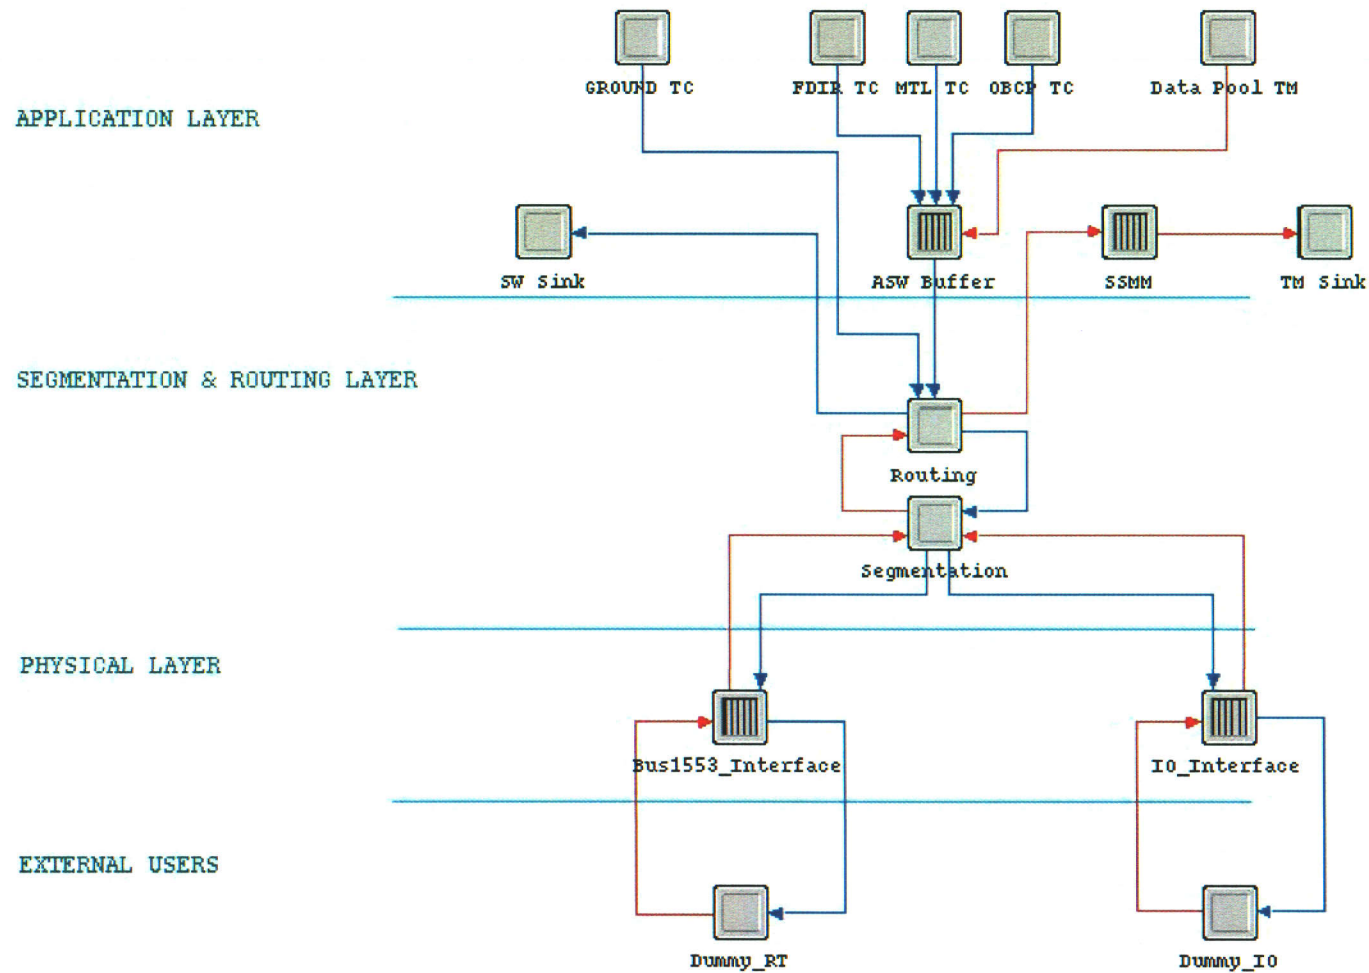 GROUND TC
FDIR TC
MTL TC
OBCP TC
Data Pool TM
APPLICATION LAYER
SW Sink
ASW Buffer
SSMM
TM Sink
SEGMENTATION & ROUTING LAYER
Routing
Segmentation
PHYSICAL LAYER
Bus1553_Interface
IO_Interface
EXTERNAL USERS
Dummy_RT
Dummy_IO